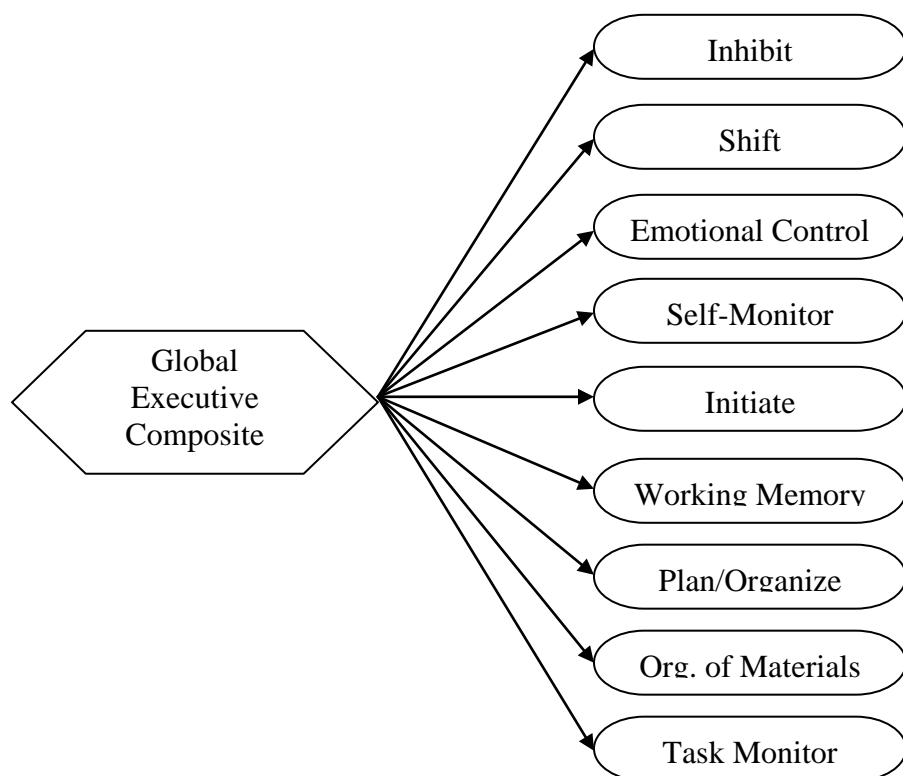 Inhibit
Shift
Emotional Control
Self-Monitor
Global
Executive
Composite
Initiate
Working Memory
Plan/Organize
Org. of Materials
Task Monitor